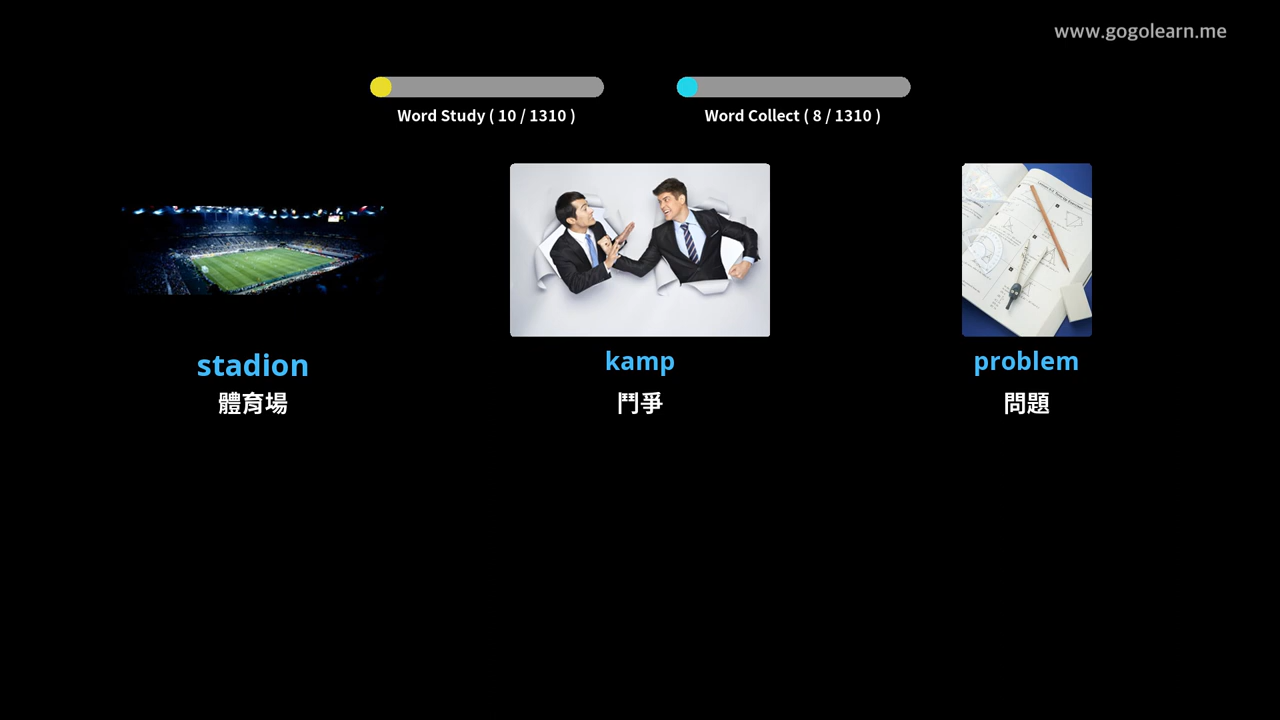 www.gogolearn.me
Word Study ( 10 / 1310 )
Word Collect ( 8 / 1310 )
stadion
體育場
kamp
鬥爭
problem
問題